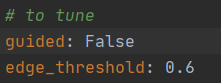 # to tune
guided: False
edge_threshold: 0.6